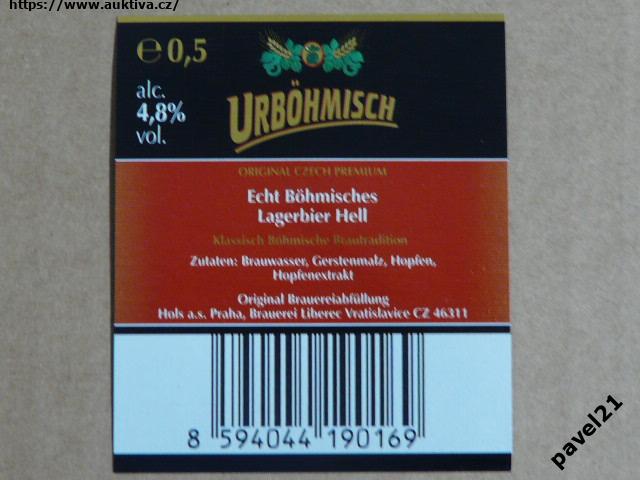 https://www.auktiva.cz/
℮ 0,5
alc.
4,8%
vol.
URBÖHMISCH
ORIGINAL CZECH PREMIUM
Echt Böhmisches
Lagerbier Hell
Klassisch Böhmische Brautradition
Zutaten: Brauwasser, Gerstenmalz, Hopfen,
Hopfenextrakt
Original Brauereiabfüllung
Hols a.s. Praha, Brauerei Liberec Vratislavice CZ 46311
8 594044 190169
pavel21